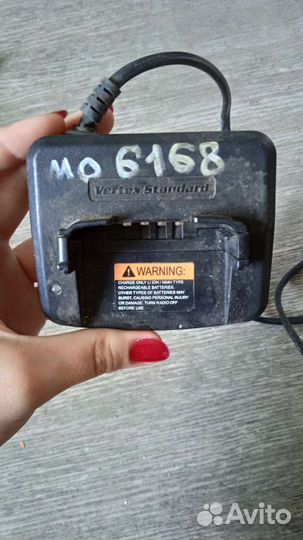 мо 6168
Vertex Standard
WARNING:
CHARGE ONLY LI ION / NIMH TYPE
RECHARGEABLE BATTERIES.
OTHER TYPES OF BATTERIES MAY
BURST, CAUSING PERSONAL INJURY
OR DAMAGE. TURN RADIO OFF
BEFORE USE.
Avito